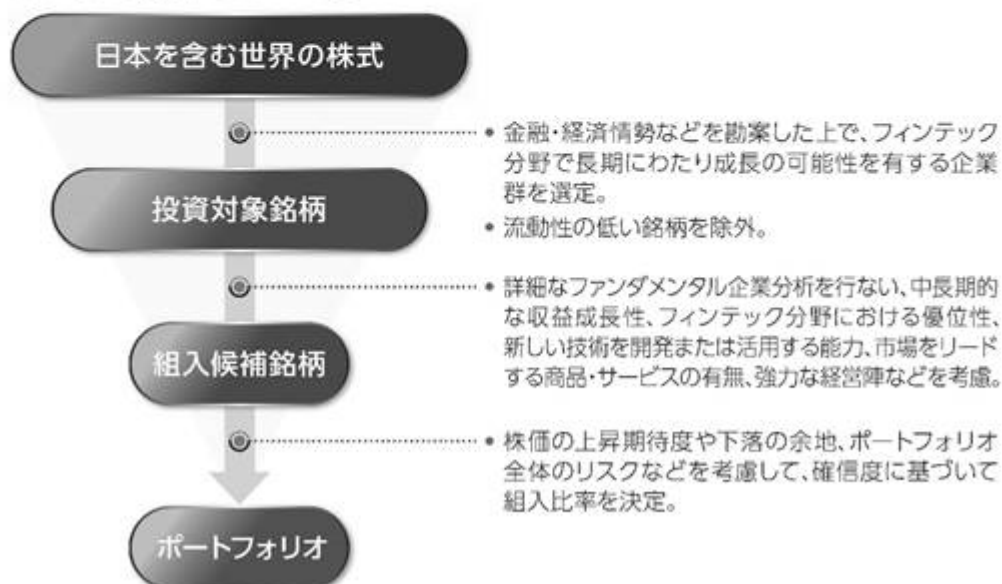 日本を含む世界の株式
• 金融・経済情勢などを勘案した上で、フィンテック
分野で長期にわたり成長の可能性を有する企業
群を選定。
投資対象銘柄
• 流動性の低い銘柄を除外。
• 詳細なファンダメンタル企業分析を行ない、中長期的
な収益成長性、フィンテック分野における優位性、
新しい技術を開発または活用する能力、市場をリード
する商品・サービスの有無、強力な経営陣などを考慮。
組入候補銘柄
• 株価の上昇期待度や下落の余地、ポートフォリオ
全体のリスクなどを考慮して、確信度に基づいて
組入比率を決定。
ポートフォリオ